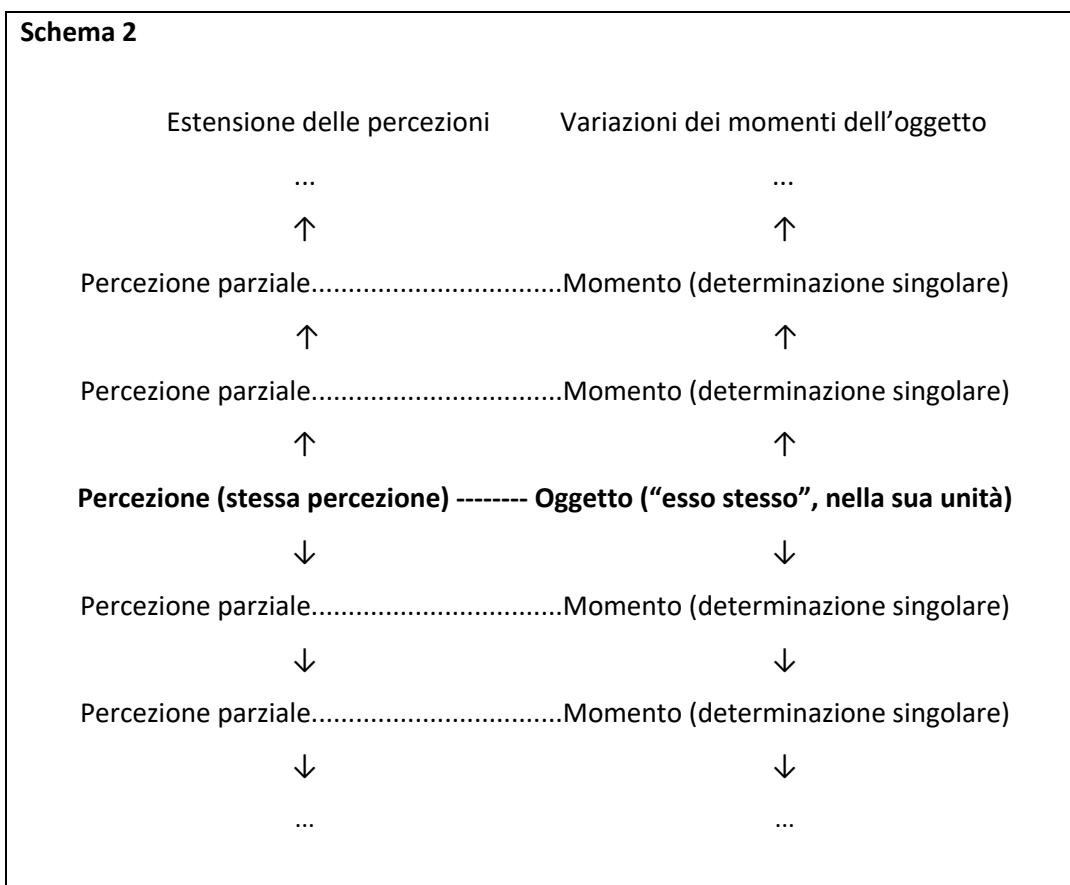 Schema 2
Estensione delle percezioni Variazioni dei momenti dell’oggetto
... ...
↑ ↑
Percezione parziale..................................Momento (determinazione singolare)
↑ ↑
Percezione parziale..................................Momento (determinazione singolare)
↑ ↑
Percezione (stessa percezione) -------- Oggetto (“esso stesso”, nella sua unità)
↓ ↓
Percezione parziale..................................Momento (determinazione singolare)
↓ ↓
Percezione parziale..................................Momento (determinazione singolare)
↓ ↓
... ...